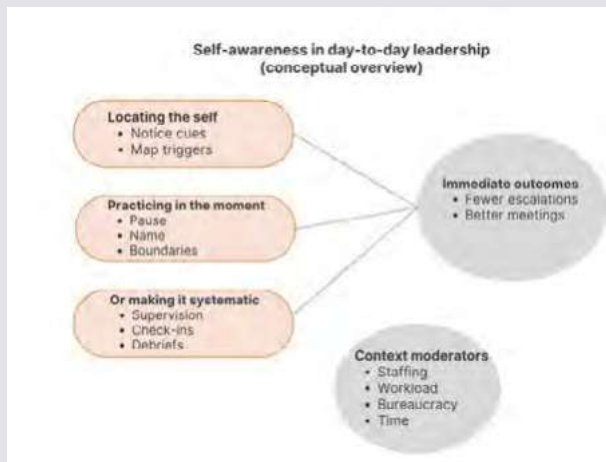 Self-awareness in day-to-day leadership
(conceptual overview)
Locating the self
• Notice cues
• Map triggers
Practicing in the moment
• Pause
• Name
• Boundaries
Or making it systematic
• Supervision
• Check-ins
• Debriefs
Immediate outcomes
• Fewer escalations
• Better meetings
Context moderators
• Staffing
• Workload
• Bureaucracy
• Time